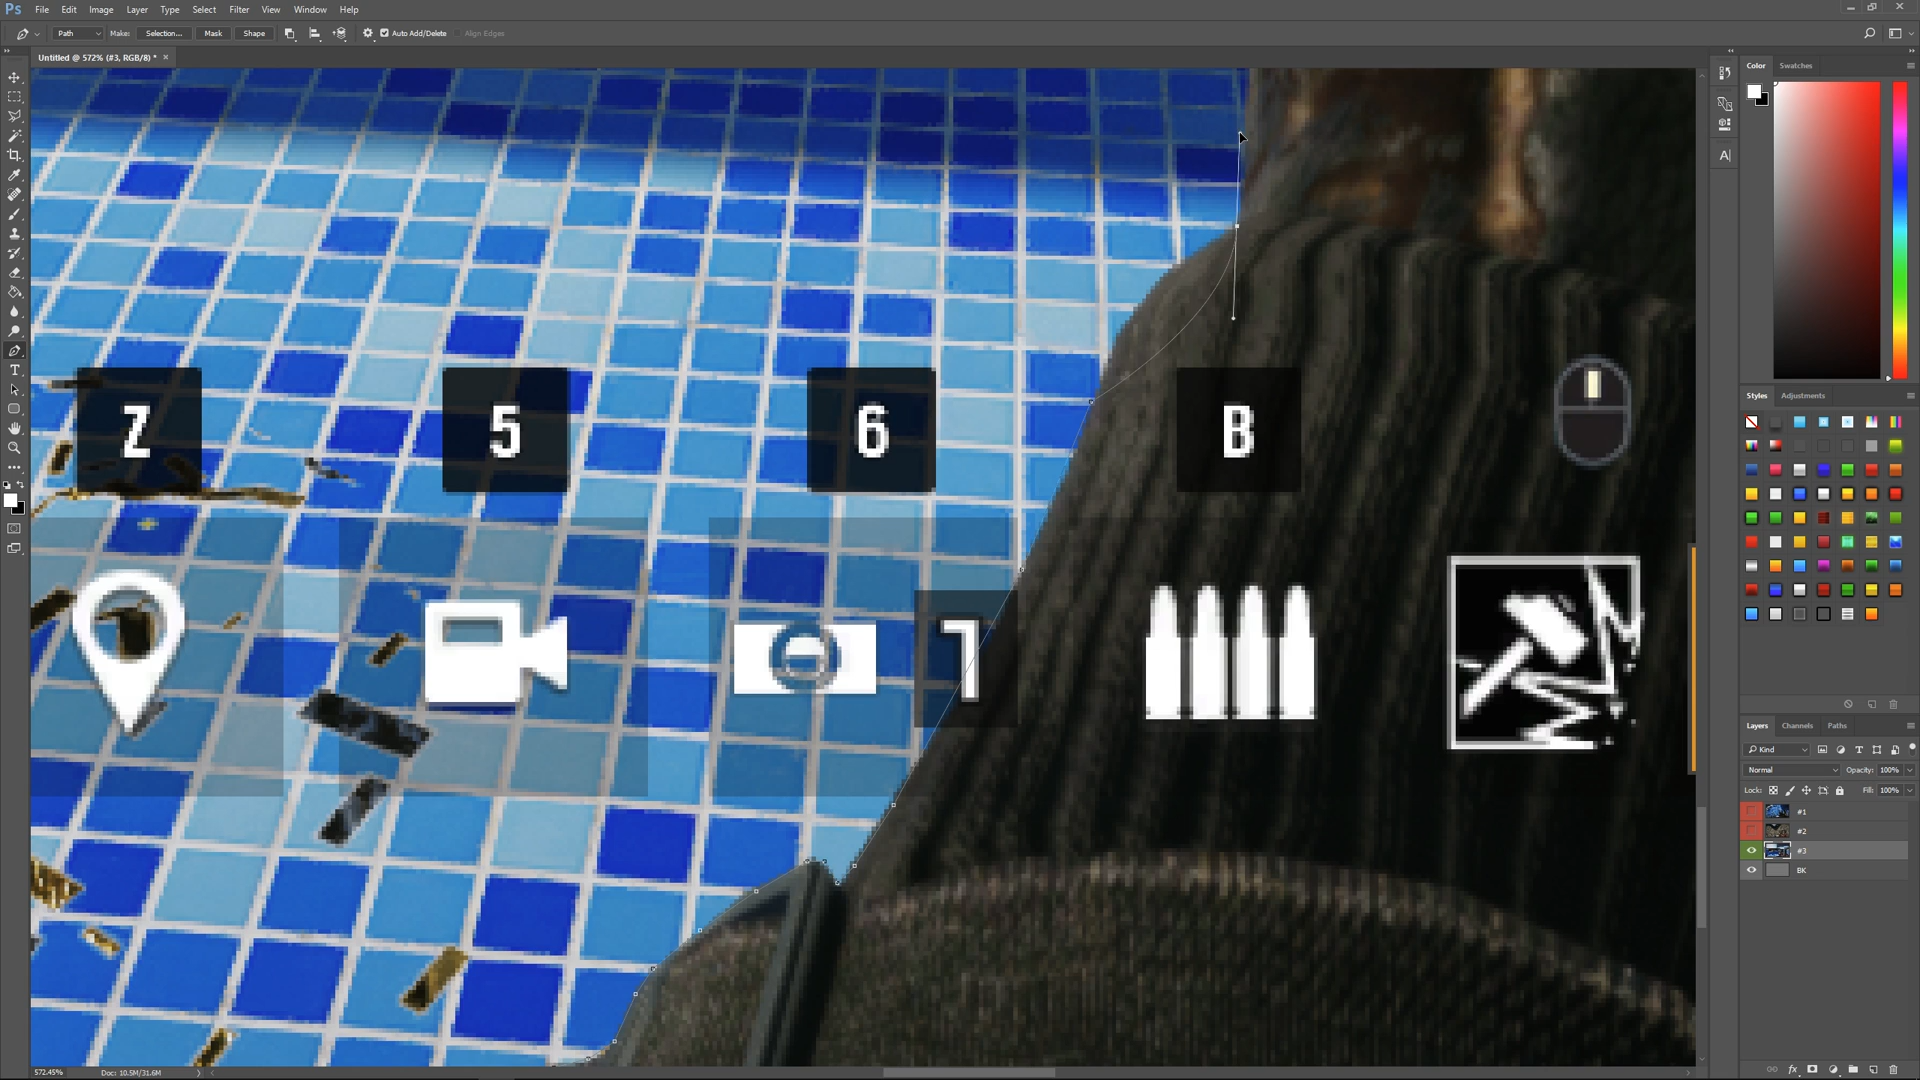 Ps File Edit Image Layer Type Select Filter View Window Help
Path Make: Selection... Mask Shape Auto Add/Delete Align Edges
Untitled @ 572% (#3, RGB/8) * ×
Color Swatches
A|
Z 5 6 B
7
Styles Adjustments
Layers Channels Paths
Kind
Normal Opacity: 100%
Lock: Fill: 100%
#1
#2
#3
BK
T
fx
572.45% Doc: 10.5M/31.6M